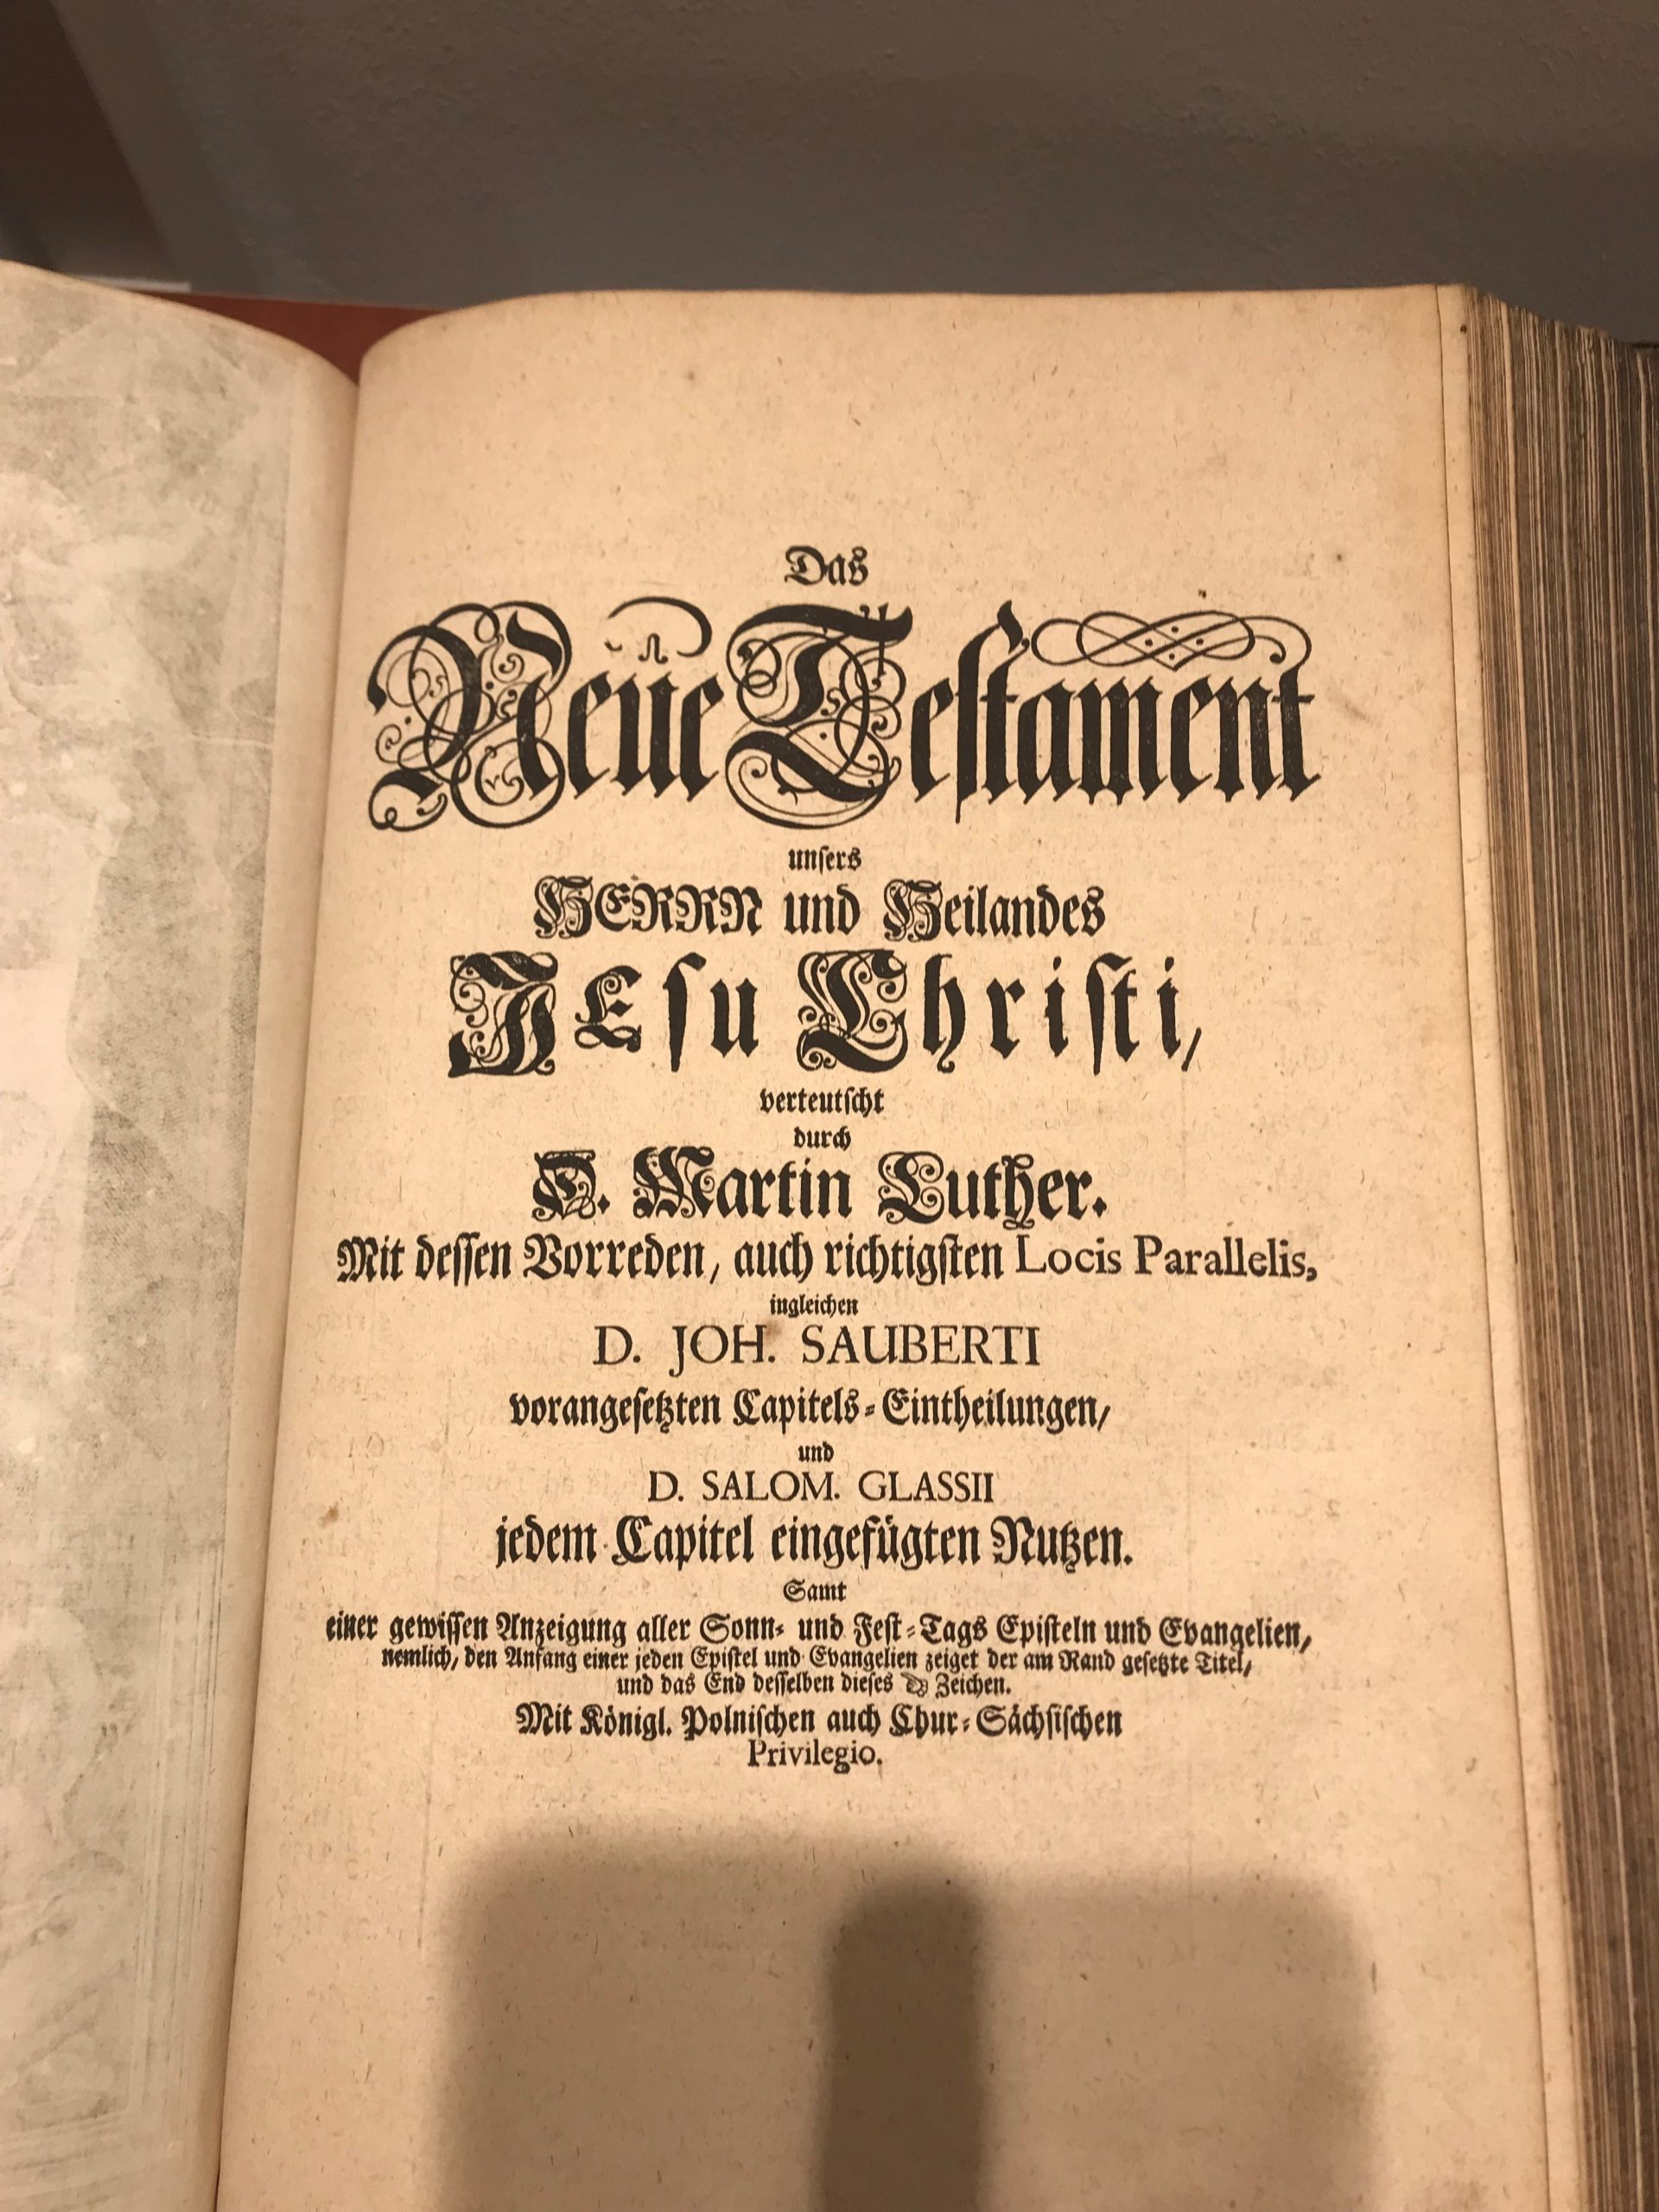 Das
Neüe Testament
unsers
HERRN und Heilandes
JEsu Christi,
verteutscht
durch
D. Martin Luther.
Mit dessen Vorreden, auch richtigsten Locis Parallelis,
ingleichen
D. JOH. SAUBERTI
vorangesetzten Capitels-Eintheilungen,
und
D. SALOM. GLASSII
jedem Capitel eingefügten Nutzen.
Samt
einer gewissen Anzeigung aller Sonn- und Fest-Tags Episteln und Evangelien,
nemlich, den Anfang einer jeden Epistel und Evangelien zeiget der am Rand gesetzte Titel,
und das End desselben dieses Zeichen.
Mit Königl. Polnischen auch Chur-Sächsischen
Privilegio.